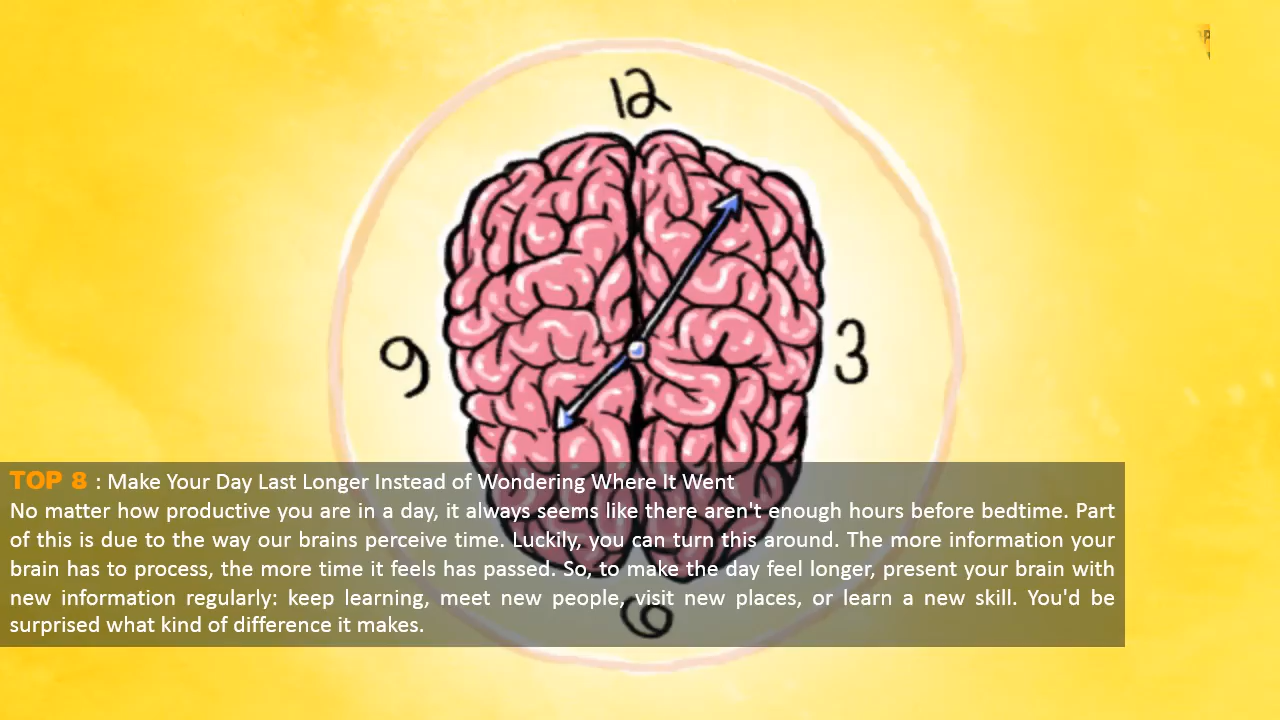 12
9
3
TOP 8 : Make Your Day Last Longer Instead of Wondering Where It Went
No matter how productive you are in a day, it always seems like there aren't enough hours before bedtime. Part
of this is due to the way our brains perceive time. Luckily, you can turn this around. The more information your
brain has to process, the more time it feels has passed. So, to make the day feel longer, present your brain with
new information regularly: keep learning, meet new people, visit new places, or learn a new skill. You'd be
surprised what kind of difference it makes.
6